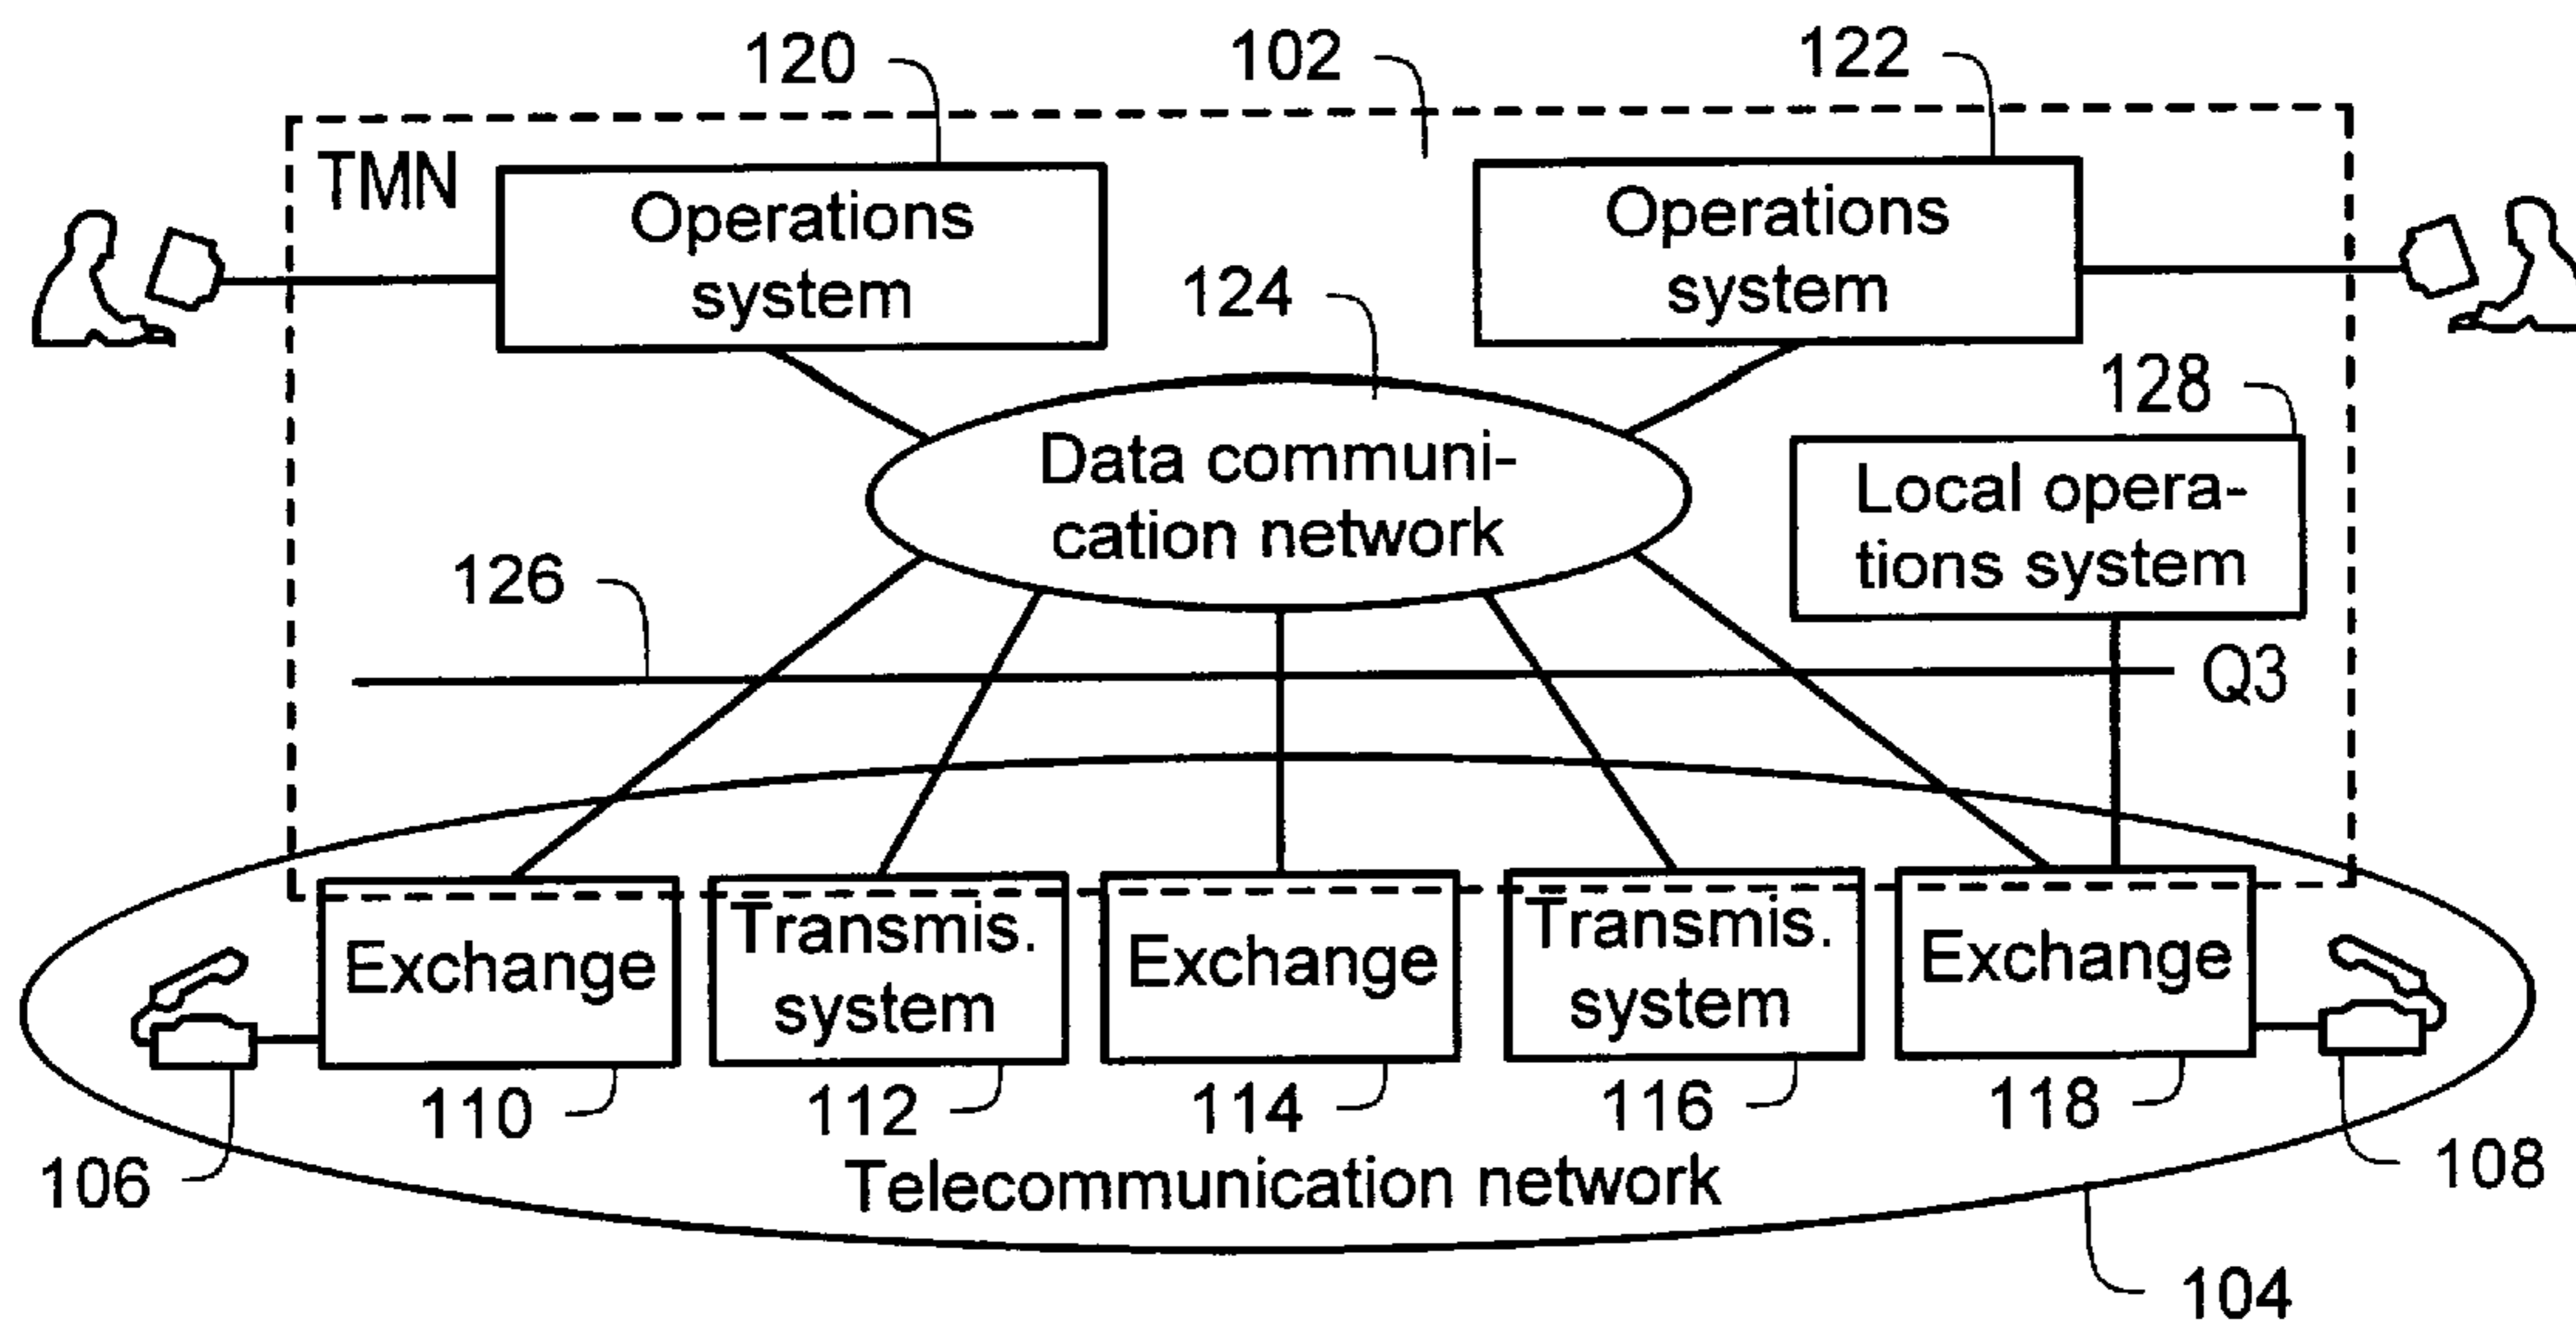 120
102
122
TMN
Operations
system
Operations
system
124
128
Data communi-
cation network
Local opera-
tions system
126
Q3
Exchange
Transmis.
system
Exchange
Transmis.
system
Exchange
110
112
114
116
118
106
Telecommunication network
108
104